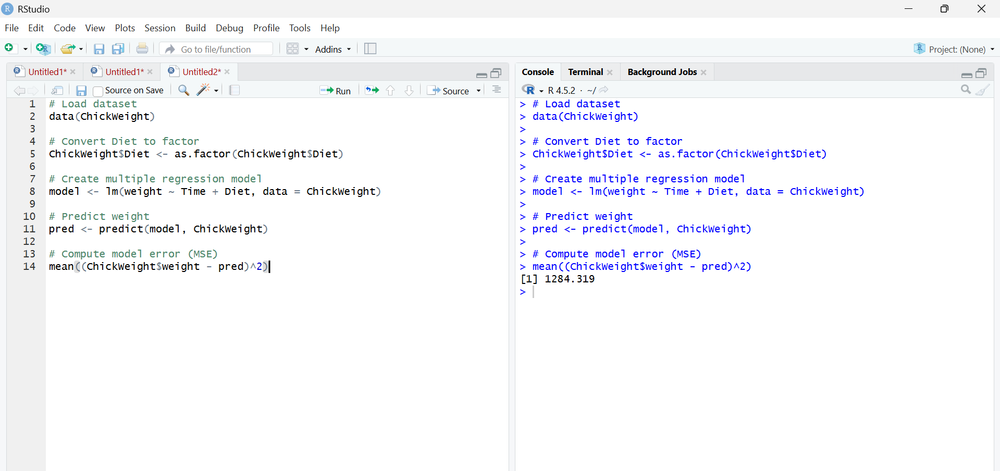 RStudio
File Edit Code View Plots Session Build Debug Profile Tools Help
Go to file/function Addins Project: (None)
Untitled1* Untitled1* Untitled2*
Source on Save Run Source
1 # Load dataset
2 data(ChickWeight)
3
4 # Convert Diet to factor
5 ChickWeight$Diet <- as.factor(ChickWeight$Diet)
6
7 # Create multiple regression model
8 model <- lm(weight ~ Time + Diet, data = ChickWeight)
9
10 # Predict weight
11 pred <- predict(model, ChickWeight)
12
13 # Compute model error (MSE)
14 mean((ChickWeight$weight - pred)^2)
Console Terminal Background Jobs
R 4.5.2 · ~/
> # Load dataset
> data(ChickWeight)
>
> # Convert Diet to factor
> ChickWeight$Diet <- as.factor(ChickWeight$Diet)
>
> # Create multiple regression model
> model <- lm(weight ~ Time + Diet, data = ChickWeight)
>
> # Predict weight
> pred <- predict(model, ChickWeight)
>
> # Compute model error (MSE)
> mean((ChickWeight$weight - pred)^2)
[1] 1284.319
>